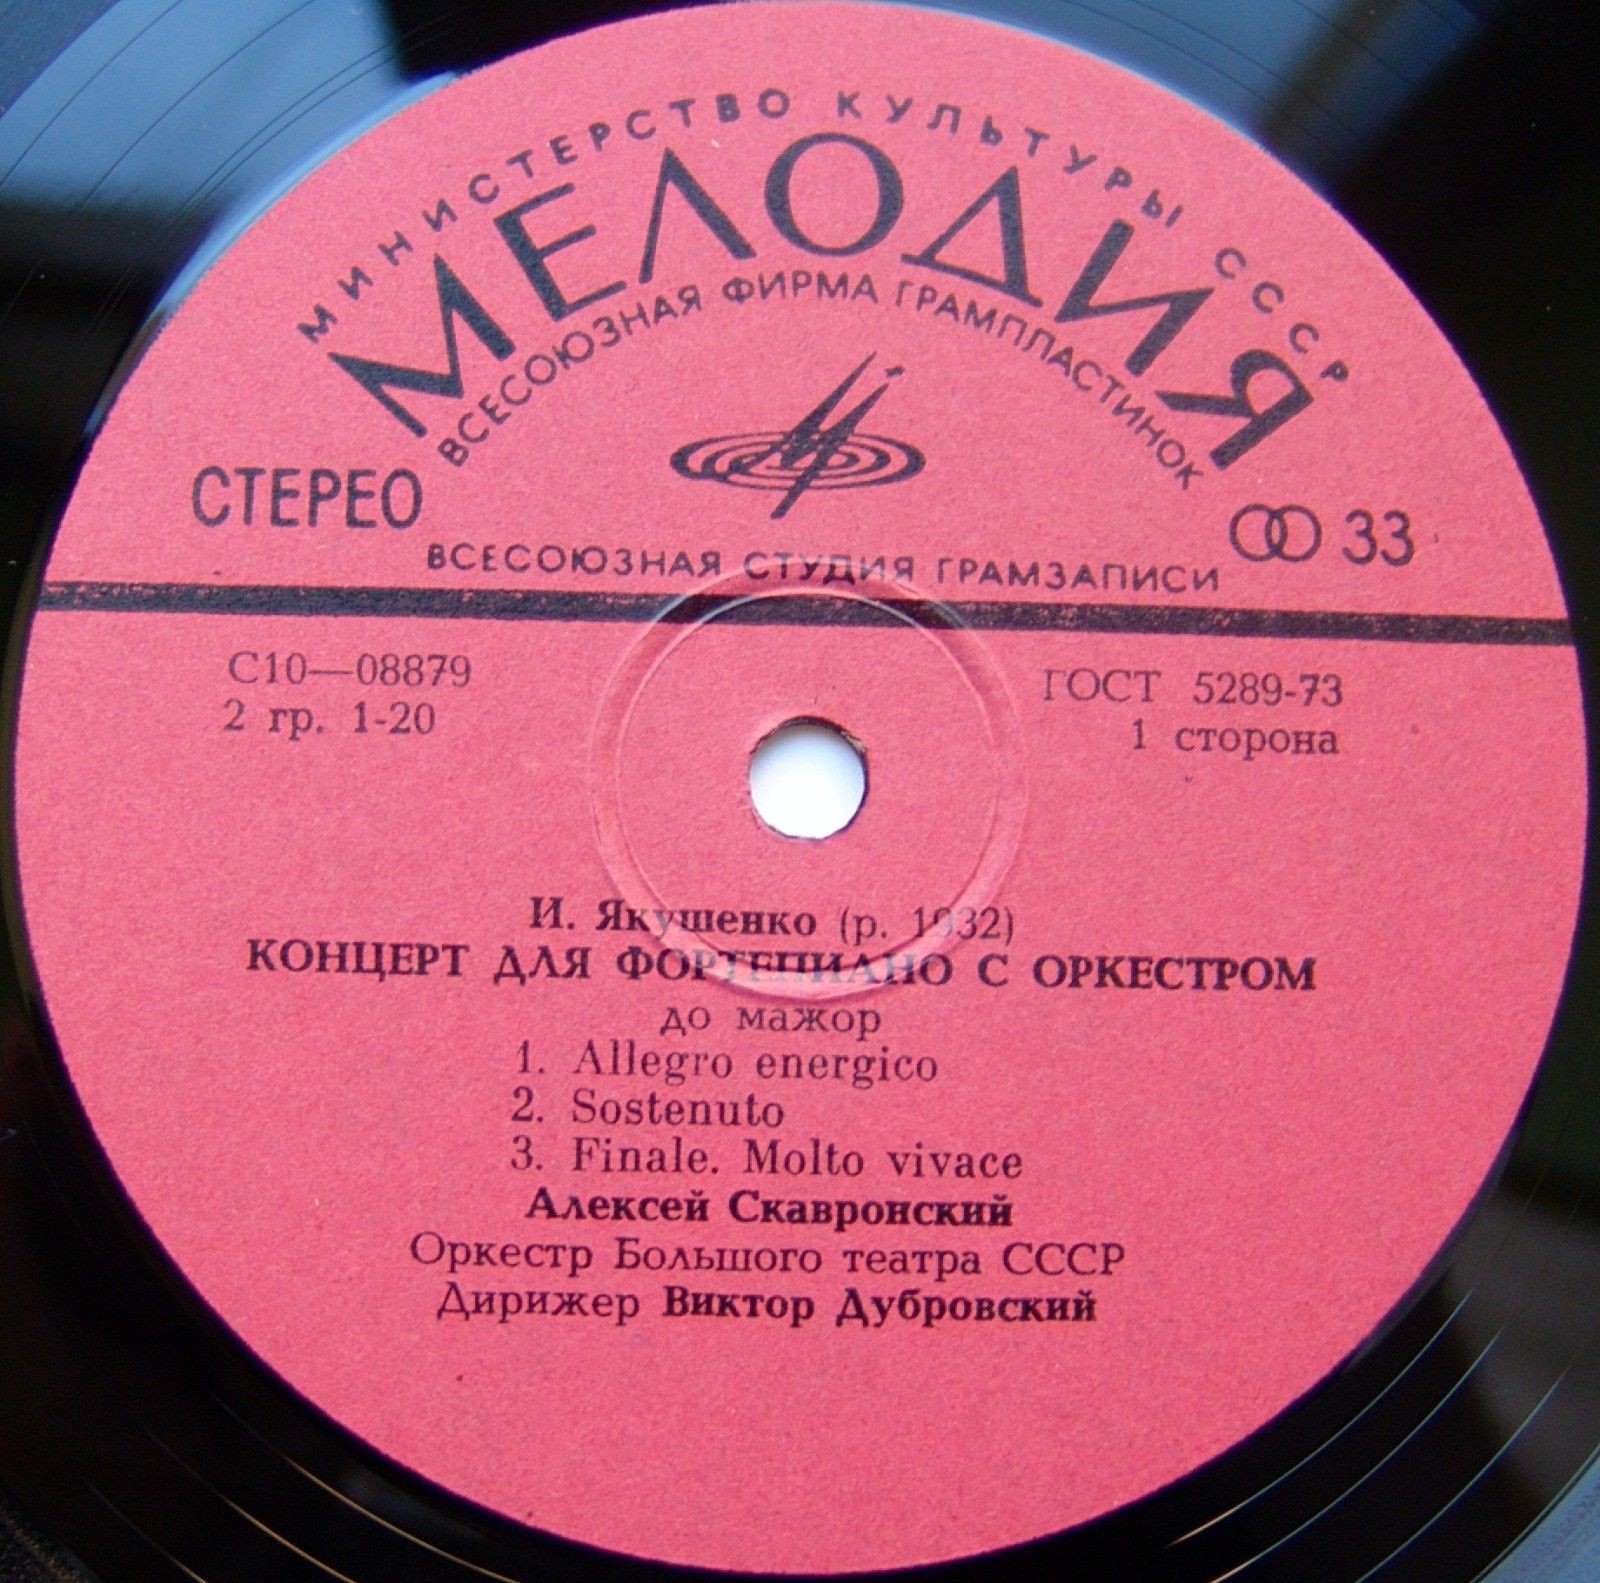 МИНИСТЕРСТВО КУЛЬТУРЫ СССР
МЕЛОДИЯ
ВСЕСОЮЗНАЯ ФИРМА ГРАМПЛАСТИНОК
СТЕРЕО
33
ВСЕСОЮЗНАЯ СТУДИЯ ГРАМЗАПИСИ
С10—08879
ГОСТ 5289-73
2 гр. 1-20
1 сторона
И. Якушенко (р. 1932)
КОНЦЕРТ ДЛЯ ФОРТЕПИАНО С ОРКЕСТРОМ
до мажор
1. Allegro energico
2. Sostenuto
3. Finale. Molto vivace
Алексей Скавронский
Оркестр Большого театра СССР
Дирижер Виктор Дубровский